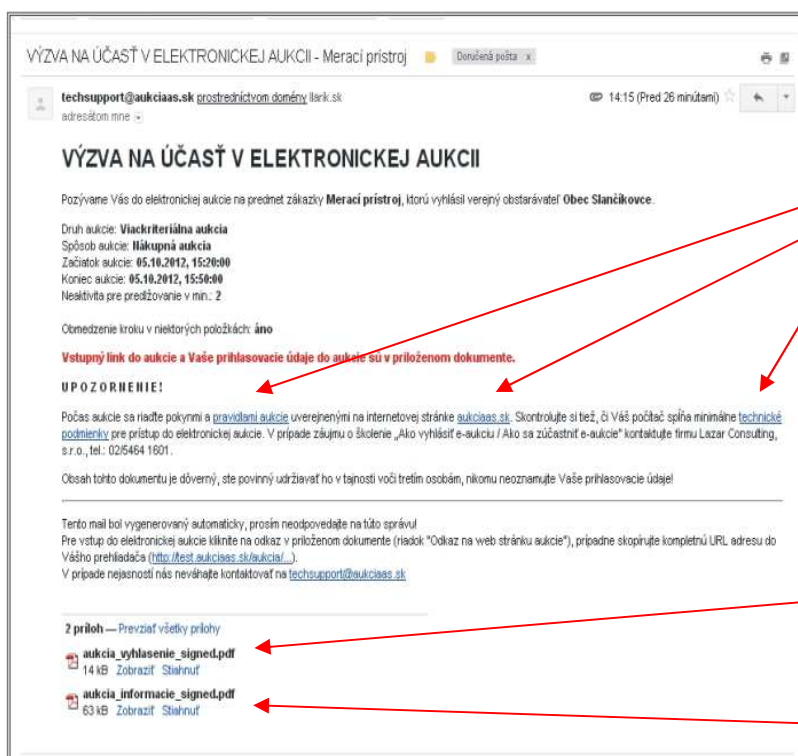 VÝZVA NA ÚČASŤ V ELEKTRONICKEJ AUKCII - Merací prístroj Doručená pošta x
techsupport@aukciaas.sk prostredníctvom domény llarik.sk 14:15 (Pred 26 minútami)
adresátom mne
VÝZVA NA ÚČASŤ V ELEKTRONICKEJ AUKCII
Pozývame Vás do elektronickej aukcie na predmet zákazky Merací prístroj, ktorú vyhlásil verejný obstarávateľ Obec Slančíkovce.
Druh aukcie: Viackriteriálna aukcia
Spôsob aukcie: Nákupná aukcia
Začiatok aukcie: 05.10.2012, 15:20:00
Koniec aukcie: 05.10.2012, 15:50:00
Neaktivita pre predlžovanie v min.: 2
Obmedzenie kroku v niektorých položkách: áno
Vstupný link do aukcie a Vaše prihlasovacie údaje do aukcie sú v priloženom dokumente.
UPOZORNENIE!
Počas aukcie sa riaďte pokynmi a pravidlami aukcie uverejnenými na internetovej stránke aukciaas.sk. Skontrolujte si tiež, či Váš počítač spĺňa minimálne technické
podmienky pre prístup do elektronickej aukcie. V prípade záujmu o školenie „Ako vyhlásiť e-aukciu / Ako sa zúčastniť e-aukcie" kontaktujte firmu Lazar Consulting,
s.r.o., tel.: 02/5464 1601.
Obsah tohto dokumentu je dôverný, ste povinný udržiavať ho v tajnosti voči tretím osobám, nikomu neoznamujte Vaše prihlasovacie údaje!
Tento mail bol vygenerovaný automaticky, prosím neodpovedajte na túto správu!
Pre vstup do elektronickej aukcie kliknite na odkaz v priloženom dokumente (riadok "Odkaz na web stránku aukcie"), prípadne skopírujte kompletnú URL adresu do
Vášho prehliadača (http://test.aukciaas.sk/aukcia/...).
V prípade nejasností nás neváhajte kontaktovať na techsupport@aukciaas.sk
2 príloh — Prevziať všetky prílohy
aukcia_vyhlasenie_signed.pdf
14 kB Zobraziť Stiahnuť
aukcia_informacie_signed.pdf
63 kB Zobraziť Stiahnuť